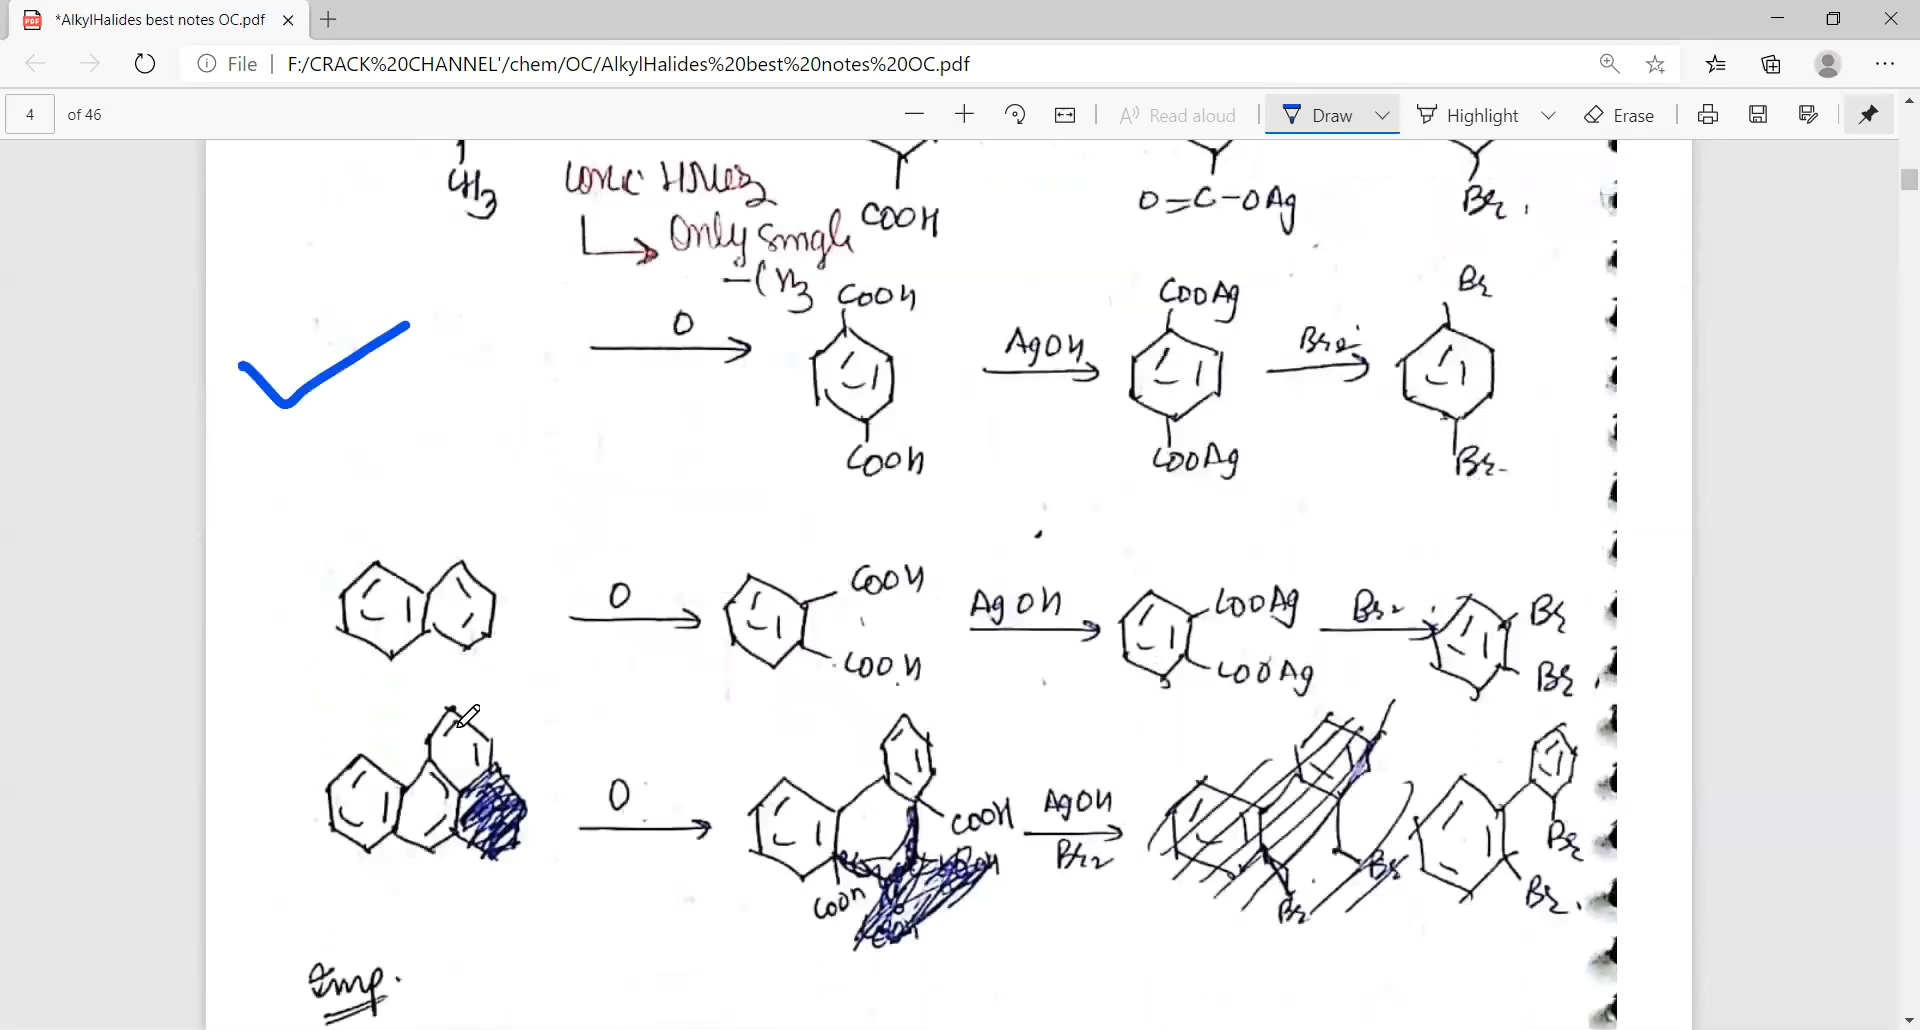 *AlkylHalides best notes OC.pdf
File
F:/CRACK%20CHANNEL'/chem/OC/AlkylHalides%20best%20notes%20OC.pdf
4 of 46
Read aloud
Draw
Highlight
Erase
CH3
conc HNO3
Only single
-CH3
COOH
O=C-OAg
Br
O
COOH
COOH
AgOH
COOAg
COOAg
Br2
Br
Br
O
COOH
COOH
AgOH
COOAg
COOAg
Br2
Br
Br
O
COOH
COOH
AgOH
Br2
Br
Br
Br
Br
Imp.